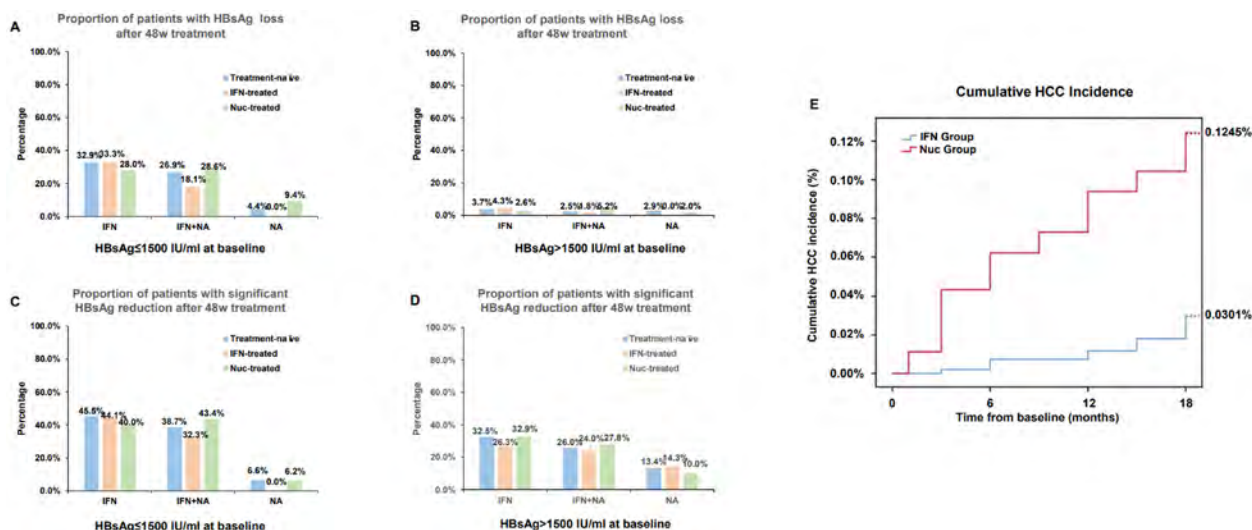 A
Proportion of patients with HBsAg loss
after 48w treatment
Percentage
100.0%
80.0%
60.0%
40.0%
20.0%
0.0%
Treatment-naïve
IFN-treated
Nuc-treated
32.9% 33.3% 28.0%
26.9% 18.1% 28.6%
4.4% 0.0% 9.4%
IFN IFN+NA NA
HBsAg≤1500 IU/ml at baseline
B
Proportion of patients with HBsAg loss
after 48w treatment
Percentage
100.0%
80.0%
60.0%
40.0%
20.0%
0.0%
Treatment-naïve
IFN-treated
Nuc-treated
3.7% 4.3% 2.6%
2.5% 5.2%
2.9% 0.0% 2.0%
IFN IFN+NA NA
HBsAg>1500 IU/ml at baseline
C
Proportion of patients with significant
HBsAg reduction after 48w treatment
Percentage
100.0%
80.0%
60.0%
40.0%
20.0%
0.0%
Treatment-naïve
IFN-treated
Nuc-treated
44.1% 40.0%
38.7% 32.3% 43.4%
6.6% 0.0% 6.2%
IFN IFN+NA NA
HBsAg≤1500 IU/ml at baseline
D
Proportion of patients with significant
HBsAg reduction after 48w treatment
Percentage
100.0%
80.0%
60.0%
40.0%
20.0%
0.0%
Treatment-naïve
IFN-treated
Nuc-treated
26.3% 32.9%
26.0% 24.0% 27.8%
13.4% 14.3% 10.0%
IFN IFN+NA NA
HBsAg>1500 IU/ml at baseline
E
Cumulative HCC Incidence
Cumulative HCC incidence (%)
0.12%
0.10%
0.08%
0.06%
0.04%
0.02%
0.00%
IFN Group
Nuc Group
0.1245%
0.0301%
0 6 12 18
Time from baseline (months)